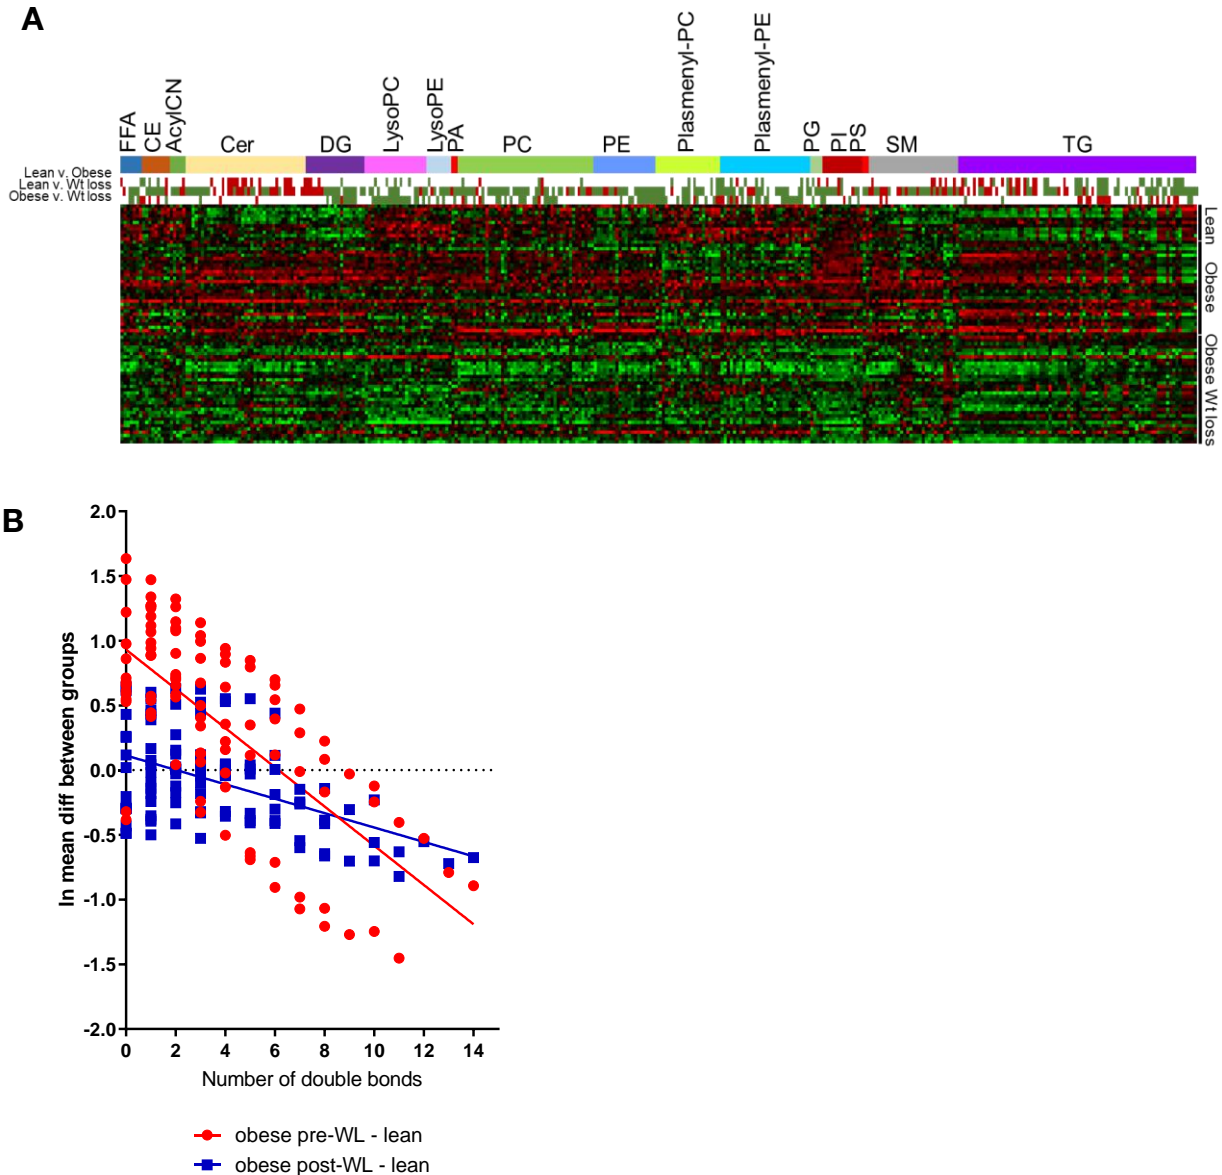 A
FFA CE AcylCN Cer DG LysoPC LysoPE PA PC PE Plasmenyl-PC Plasmenyl-PE PG PI PS SM TG
Lean v. Obese
Lean v. Wt loss
Obese v. Wt loss
Lean
Obese
Obese Wt loss
B
ln mean diff between groups
2.0
1.5
1.0
0.5
0.0
-0.5
-1.0
-1.5
-2.0
0 2 4 6 8 10 12 14
Number of double bonds
obese pre-WL - lean
obese post-WL - lean